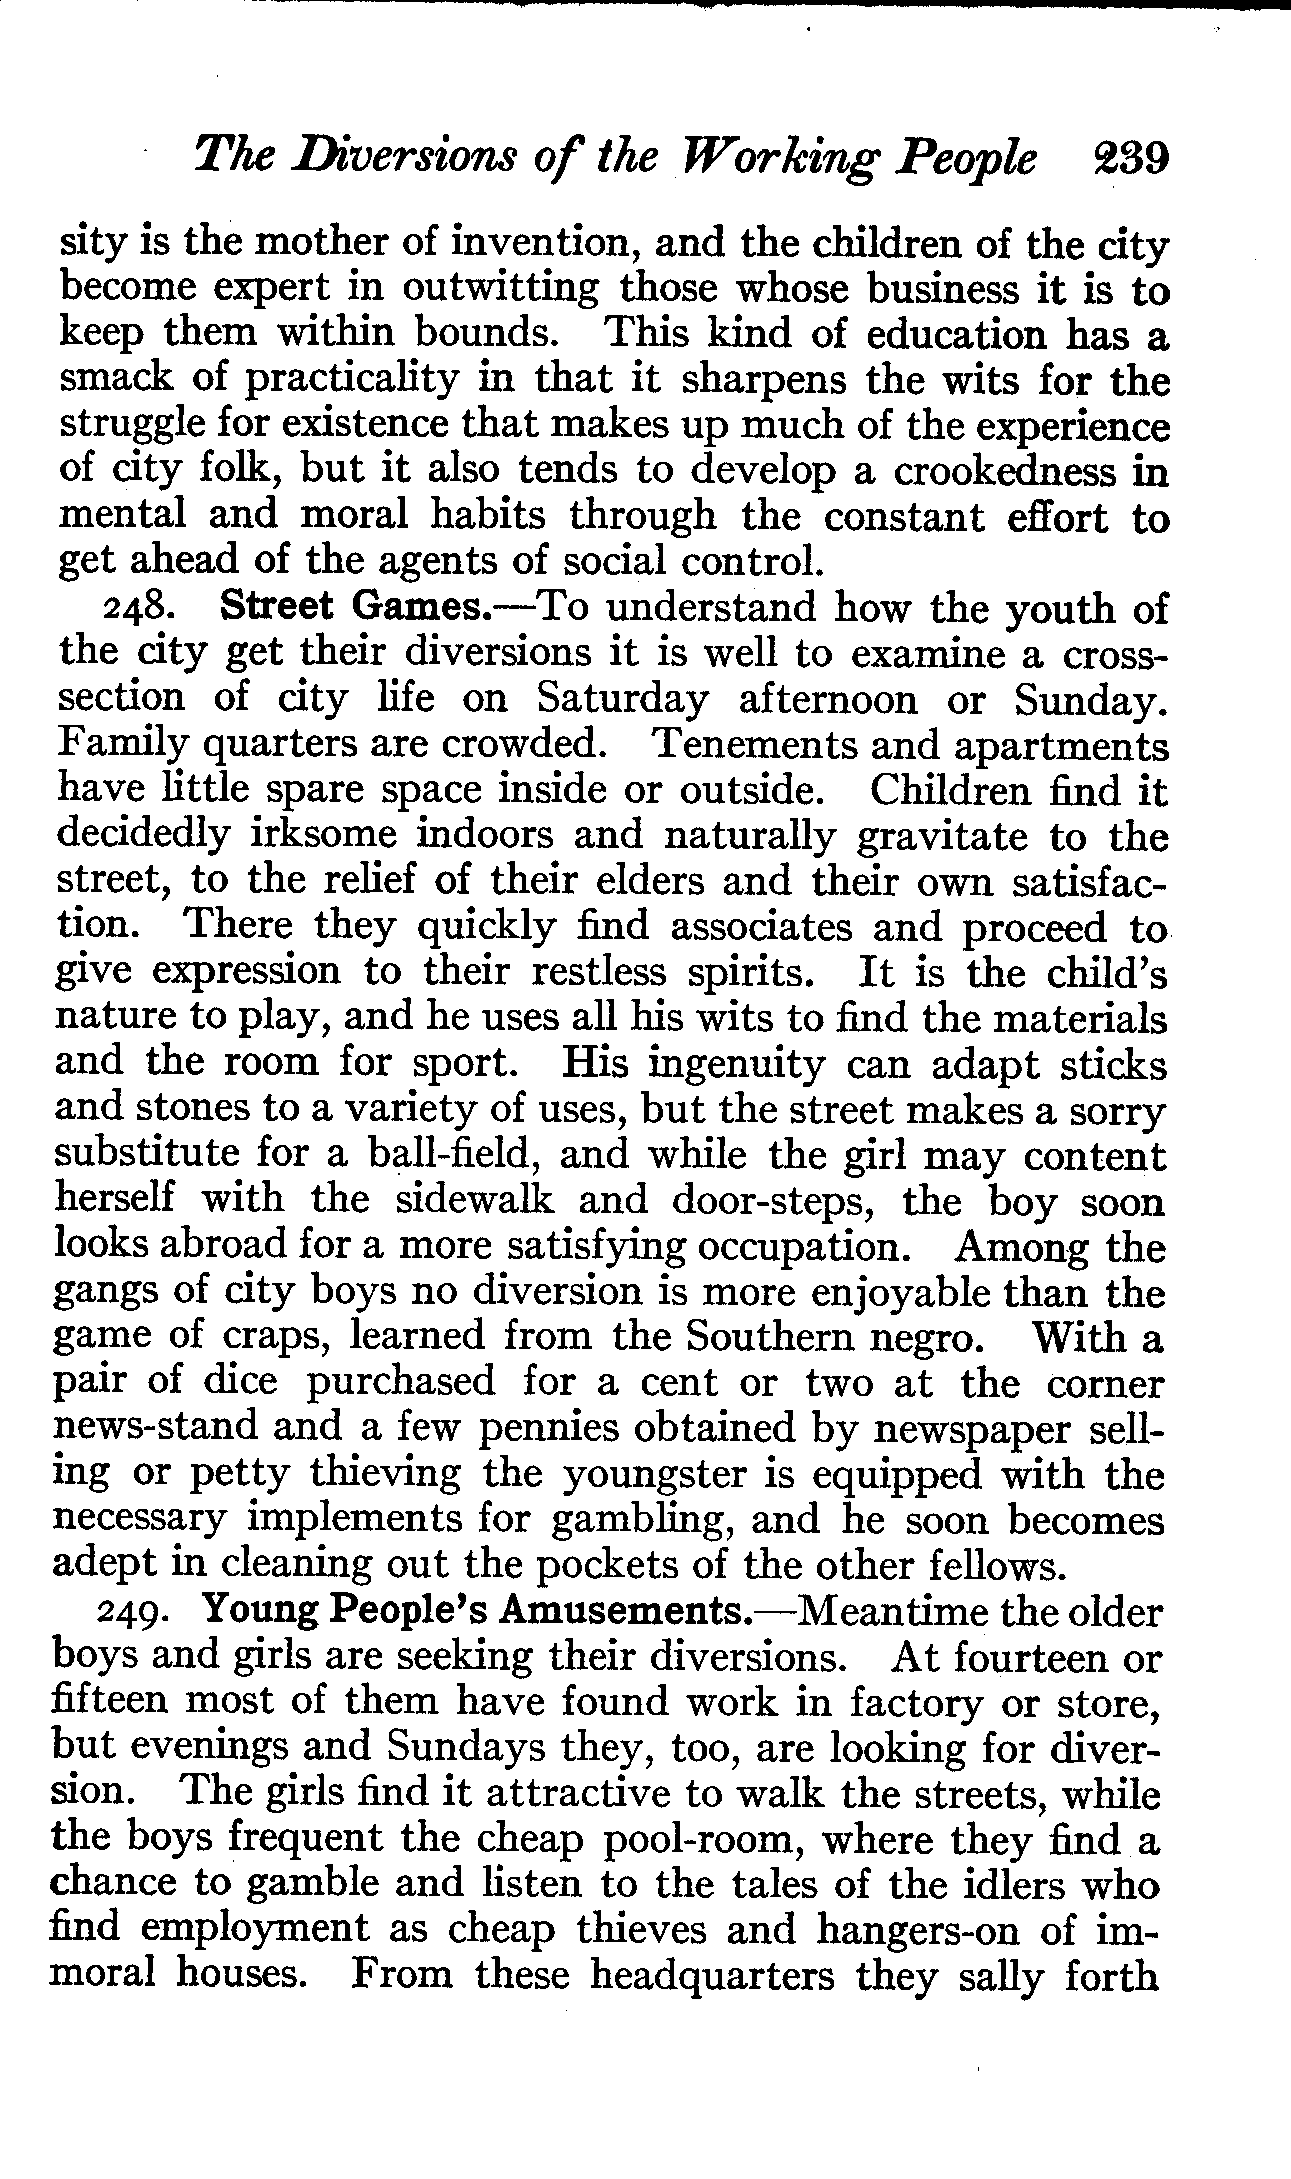 The Diversions of the Working People 239
sity is the mother of invention, and the children of the city
become expert in outwitting those whose business it is to
keep them within bounds. This kind of education has a
smack of practicality in that it sharpens the wits for the
struggle for existence that makes up much of the experience
of city folk, but it also tends to develop a crookedness in
mental and moral habits through the constant effort to
get ahead of the agents of social control.
248. Street Games.—To understand how the youth of
the city get their diversions it is well to examine a cross-
section of city life on Saturday afternoon or Sunday.
Family quarters are crowded. Tenements and apartments
have little spare space inside or outside. Children find it
decidedly irksome indoors and naturally gravitate to the
street, to the relief of their elders and their own satisfac-
tion. There they quickly find associates and proceed to
give expression to their restless spirits. It is the child's
nature to play, and he uses all his wits to find the materials
and the room for sport. His ingenuity can adapt sticks
and stones to a variety of uses, but the street makes a sorry
substitute for a ball-field, and while the girl may content
herself with the sidewalk and door-steps, the boy soon
looks abroad for a more satisfying occupation. Among the
gangs of city boys no diversion is more enjoyable than the
game of craps, learned from the Southern negro. With a
pair of dice purchased for a cent or two at the corner
news-stand and a few pennies obtained by newspaper sell-
ing or petty thieving the youngster is equipped with the
necessary implements for gambling, and he soon becomes
adept in cleaning out the pockets of the other fellows.
249. Young People's Amusements.—Meantime the older
boys and girls are seeking their diversions. At fourteen or
fifteen most of them have found work in factory or store,
but evenings and Sundays they, too, are looking for diver-
sion. The girls find it attractive to walk the streets, while
the boys frequent the cheap pool-room, where they find a
chance to gamble and listen to the tales of the idlers who
find employment as cheap thieves and hangers-on of im-
moral houses. From these headquarters they sally forth